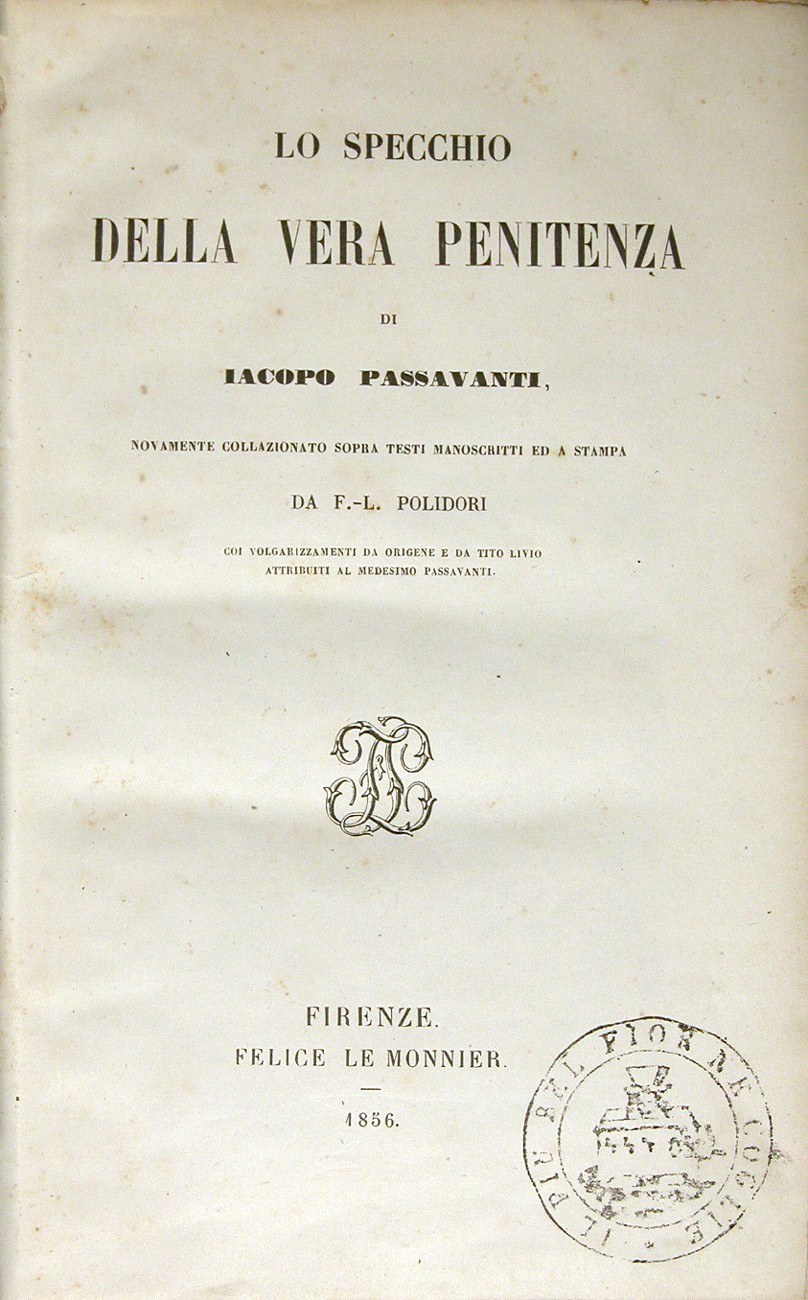 LO SPECCHIO
DELLA VERA PENITENZA
DI
IACOPO PASSAVANTI,
NOVAMENTE COLLAZIONATO SOPRA TESTI MANOSCRITTI ED A STAMPA
DA F.-L. POLIDORI
COI VOLGARIZZAMENTI DA ORIGENE E DA TITO LIVIO
ATTRIBUITI AL MEDESIMO PASSAVANTI.
FIRENZE.
FELICE LE MONNIER.
1856.
IL PIÙ BEL FIOR NE COGLIE